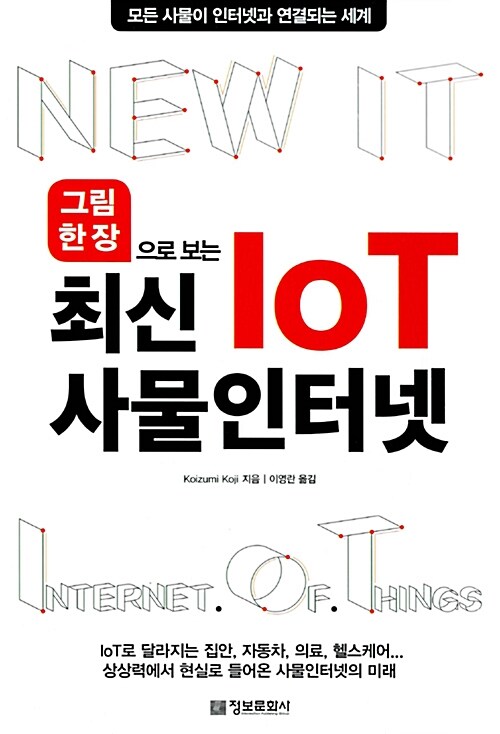 모든 사물이 인터넷과 연결되는 세계
NEW IT
그림
한 장
으로 보는
최신 IoT
사물인터넷
Koizumi Koji 지음 | 이영란 옮김
INTERNET. OF. THINGS
IoT로 달라지는 집안, 자동차, 의료, 헬스케어...
상상력에서 현실로 들어온 사물인터넷의 미래
정보문화사